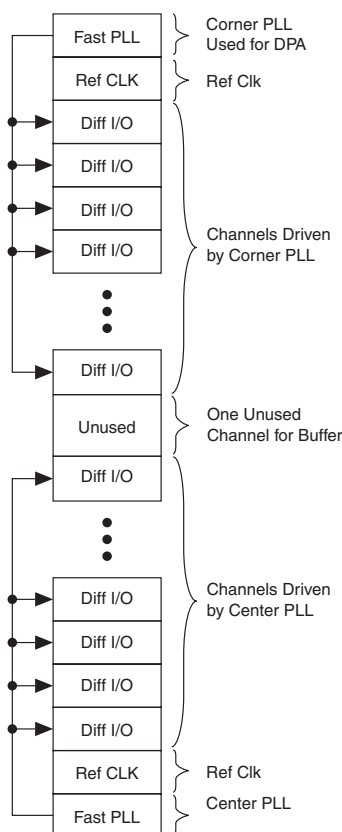 Fast PLL
Corner PLL
Used for DPA
Ref CLK
Ref Clk
Diff I/O
Diff I/O
Diff I/O
Diff I/O
Channels Driven
by Corner PLL
Diff I/O
Unused
One Unused
Channel for Buffer
Diff I/O
Channels Driven
by Center PLL
Diff I/O
Diff I/O
Diff I/O
Diff I/O
Ref CLK
Ref Clk
Fast PLL
Center PLL